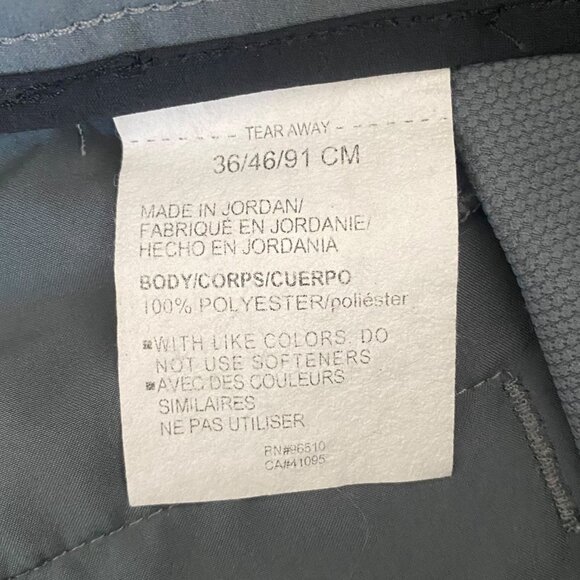 TEAR AWAY
36/46/91 CM
MADE IN JORDAN/
FABRIQUÉ EN JORDANIE/
HECHO EN JORDANIA
BODY/CORPS/CUERPO
100% POLYESTER/poliéster
WITH LIKE COLORS. DO
NOT USE SOFTENERS
AVEC DES COULEURS
SIMILAIRES
NE PAS UTILISER
RN#96510
CA#41095